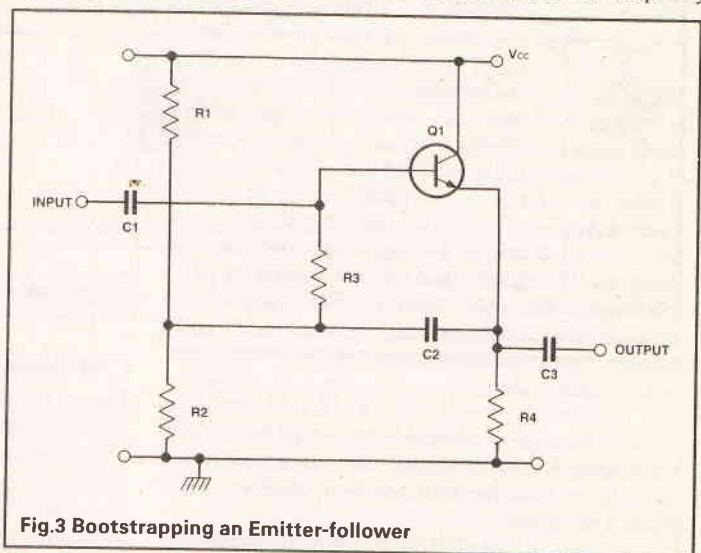 Vcc
R1
Q1
INPUT
C1
R3
C2
OUTPUT
C3
R2
R4
Fig.3 Bootstrapping an Emitter-follower